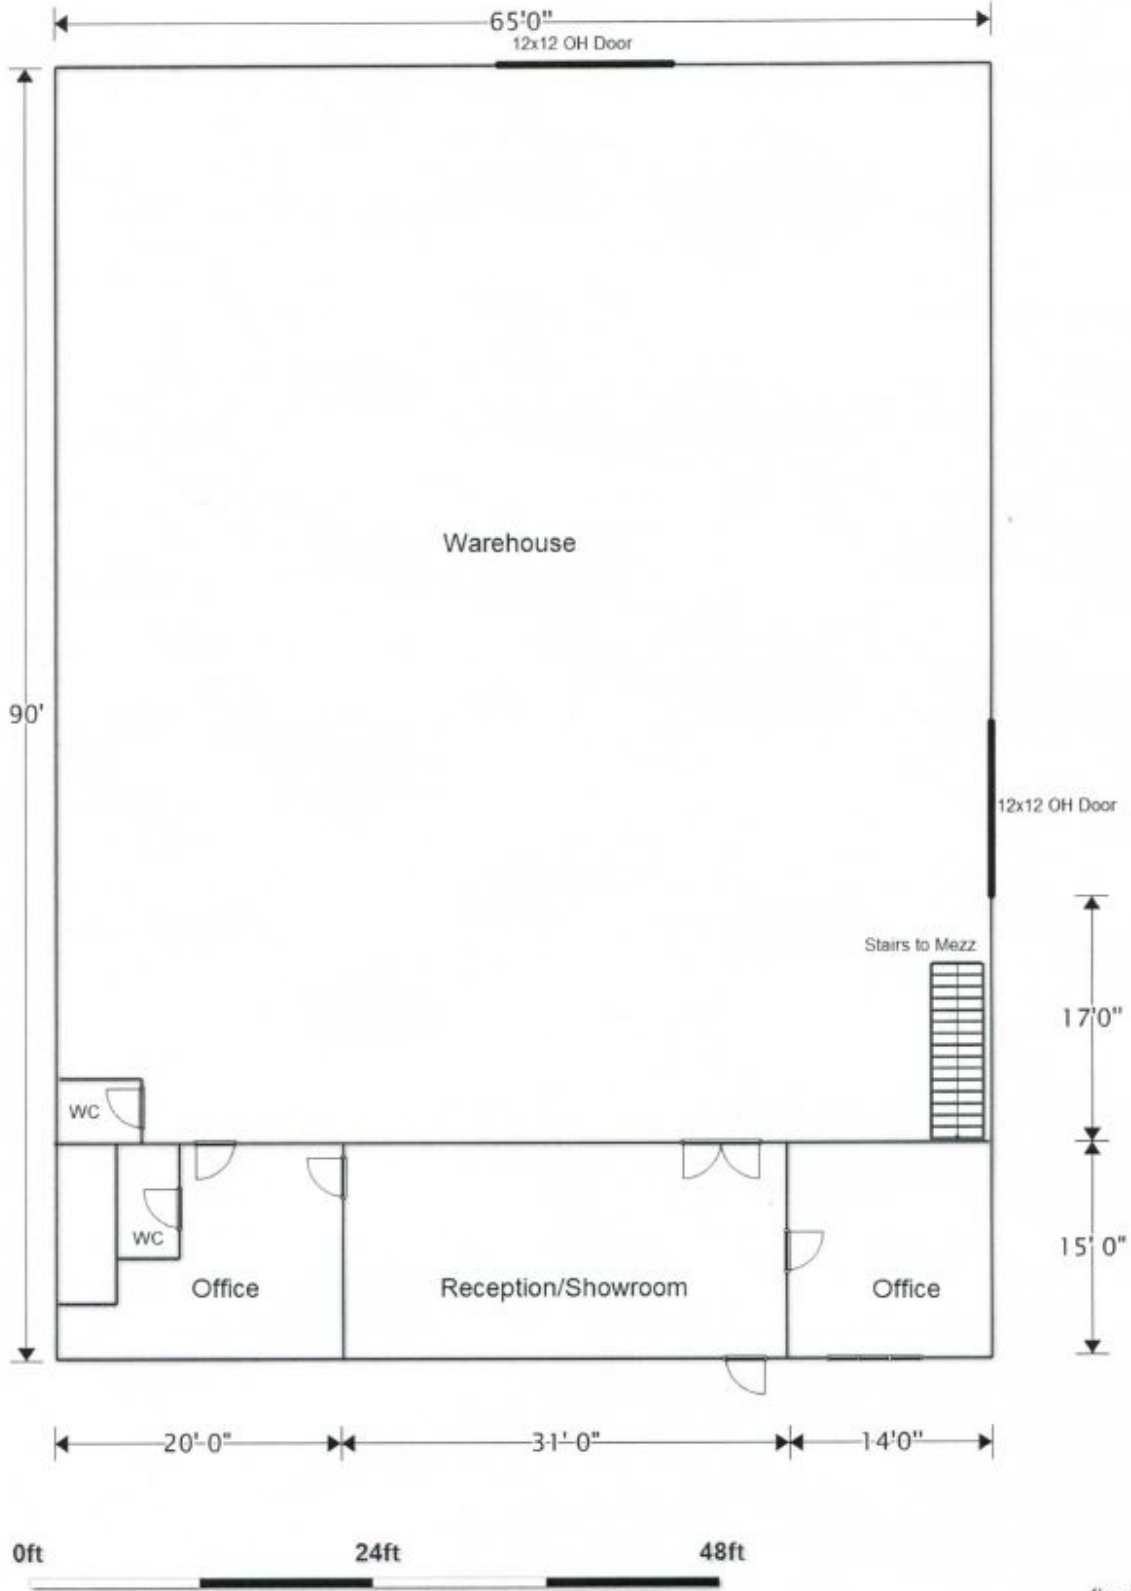 65'0"
12x12 OH Door
Warehouse
90'
12x12 OH Door
Stairs to Mezz
17'0"
WC
WC
15' 0"
Office
Reception/Showroom
Office
20'-0"
31'-0"
14'0"
0ft
24ft
48ft